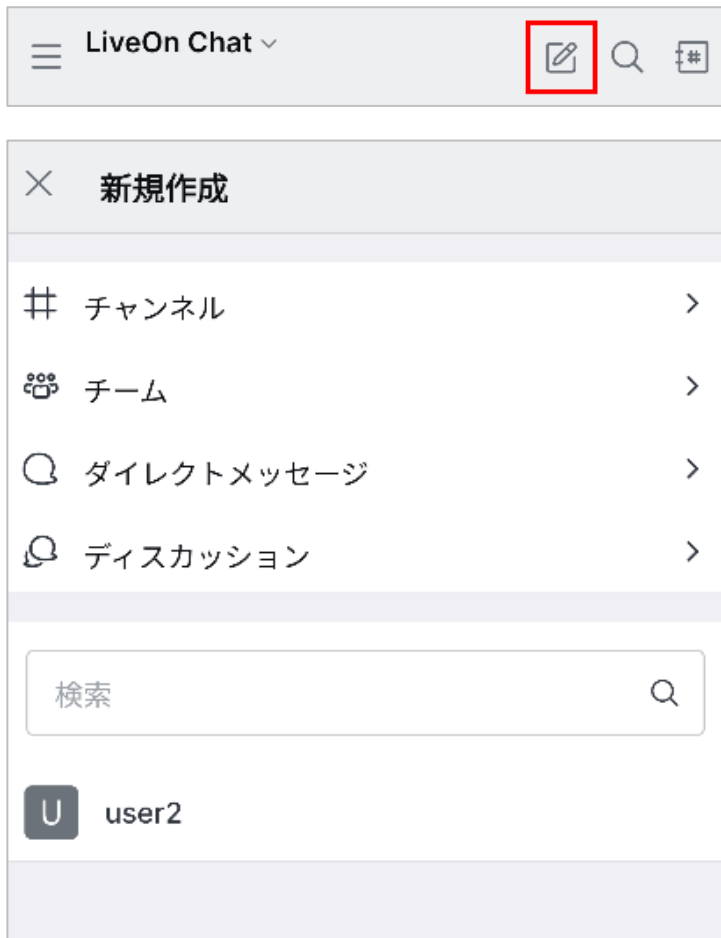 LiveOn Chat
新規作成
チャンネル
チーム
ダイレクトメッセージ
ディスカッション
検索
U user2